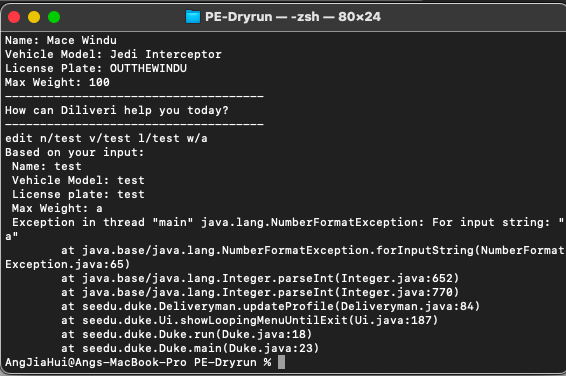 PE-Dryrun — -zsh — 80×24
Name: Mace Windu
Vehicle Model: Jedi Interceptor
License Plate: OUTTHEWINDU
Max Weight: 100
-------------------------------------
How can Diliveri help you today?
-------------------------------------
edit n/test v/test l/test w/a
Based on your input:
 Name: test
 Vehicle Model: test
 License plate: test
 Max Weight: a
 Exception in thread "main" java.lang.NumberFormatException: For input string: "
a"
        at java.base/java.lang.NumberFormatException.forInputString(NumberFormat
Exception.java:65)
        at java.base/java.lang.Integer.parseInt(Integer.java:652)
        at java.base/java.lang.Integer.parseInt(Integer.java:770)
        at seedu.duke.Deliveryman.updateProfile(Deliveryman.java:84)
        at seedu.duke.Ui.showLoopingMenuUntilExit(Ui.java:187)
        at seedu.duke.Duke.run(Duke.java:18)
        at seedu.duke.Duke.main(Duke.java:23)
AngJiaHui@Angs-MacBook-Pro PE-Dryrun %